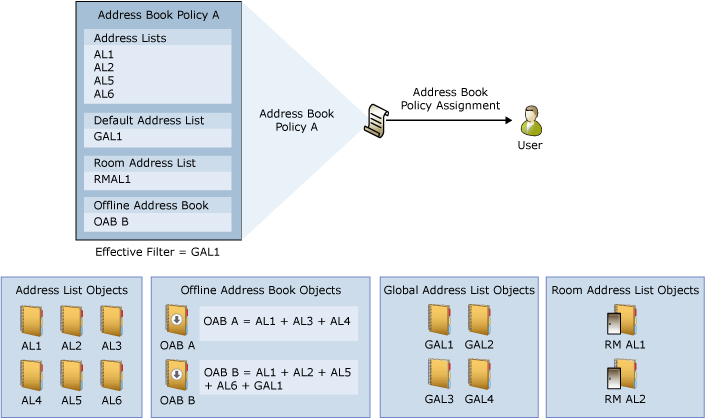 Address Book Policy A
Address Lists
AL1
AL2
AL5
AL6
Default Address List
GAL1
Room Address List
RMAL1
Offline Address Book
OAB B
Effective Filter = GAL1
Address Book
Policy A
Address Book
Policy Assignment
User
Address List Objects
AL1 AL2 AL3
AL4 AL5 AL6
Offline Address Book Objects
OAB A = AL1 + AL3 + AL4
OAB A
OAB B = AL1 + AL2 + AL5
+ AL6 + GAL1
OAB B
Global Address List Objects
GAL1 GAL2
GAL3 GAL4
Room Address List Objects
RM AL1
RM AL2